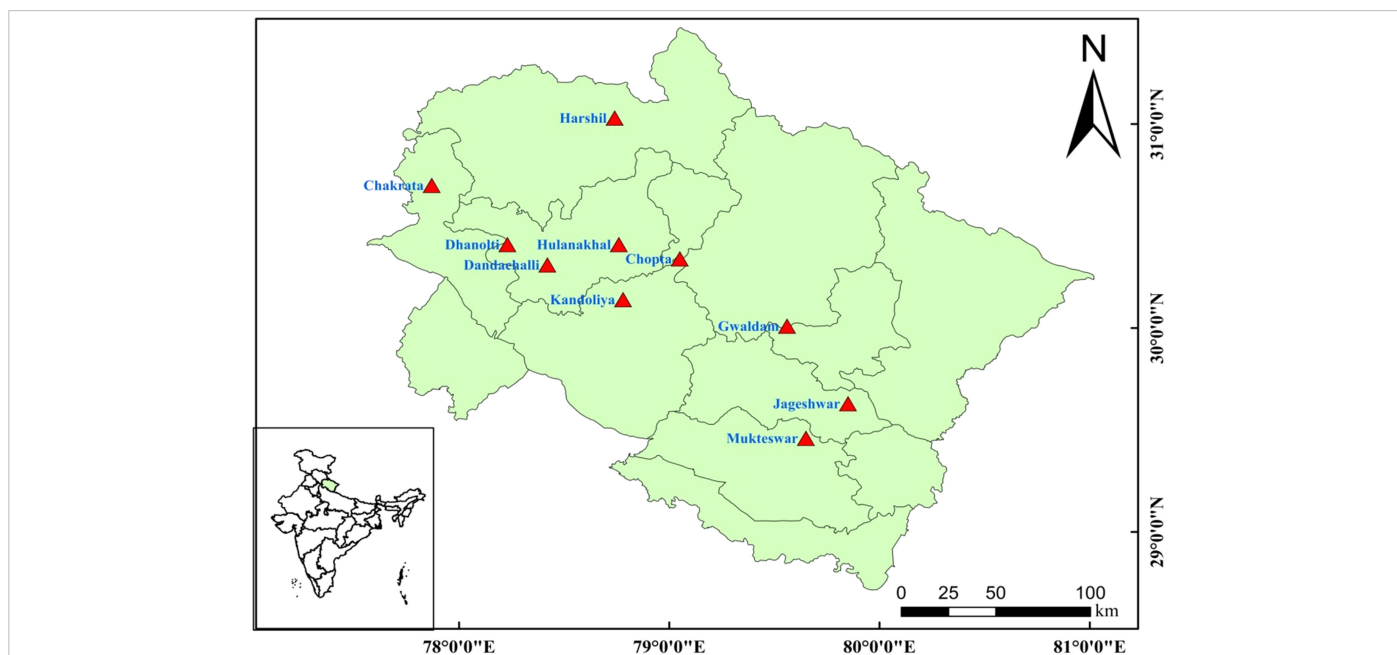 N
Harshil
31°0'0"N
Chakrata
Dhanolti
Hulanakhal
Chopta
Dandachalli
Kandoliya
Gwaldam
30°0'0"N
Jageshwar
Mukteswar
29°0'0"N
0 25 50 100
km
78°0'0"E 79°0'0"E 80°0'0"E 81°0'0"E